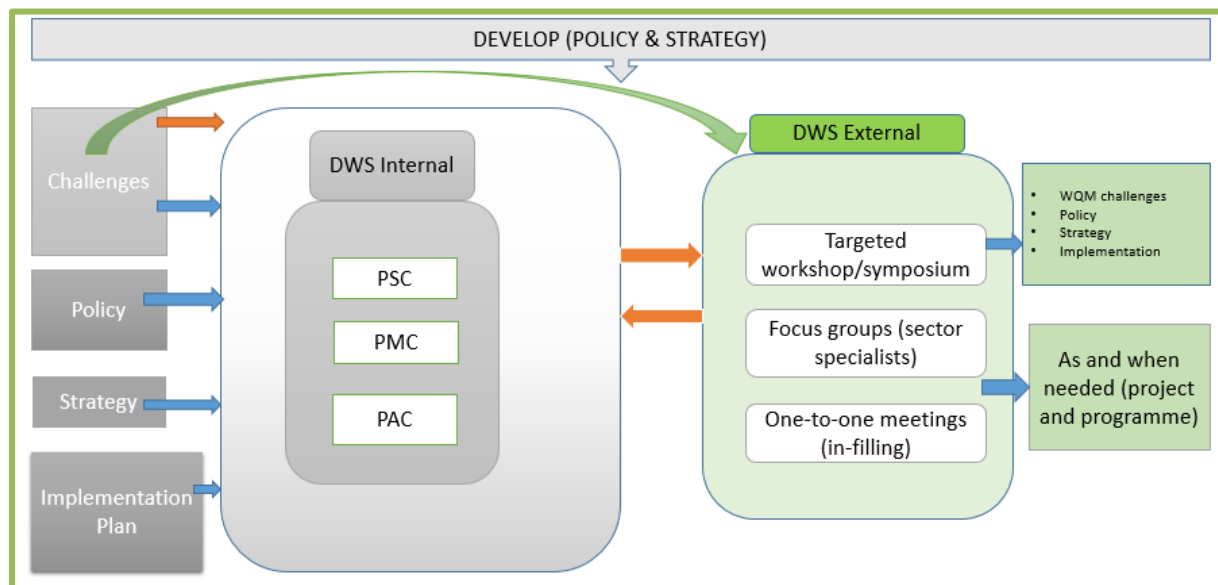 DEVELOP (POLICY & STRATEGY)
Challenges
Policy
Strategy
Implementation
Plan
DWS Internal
PSC
PMC
PAC
DWS External
Targeted
workshop/symposium
Focus groups (sector
specialists)
One-to-one meetings
(in-filling)
• WQM challenges
• Policy
• Strategy
• Implementation
As and when
needed (project
and programme)